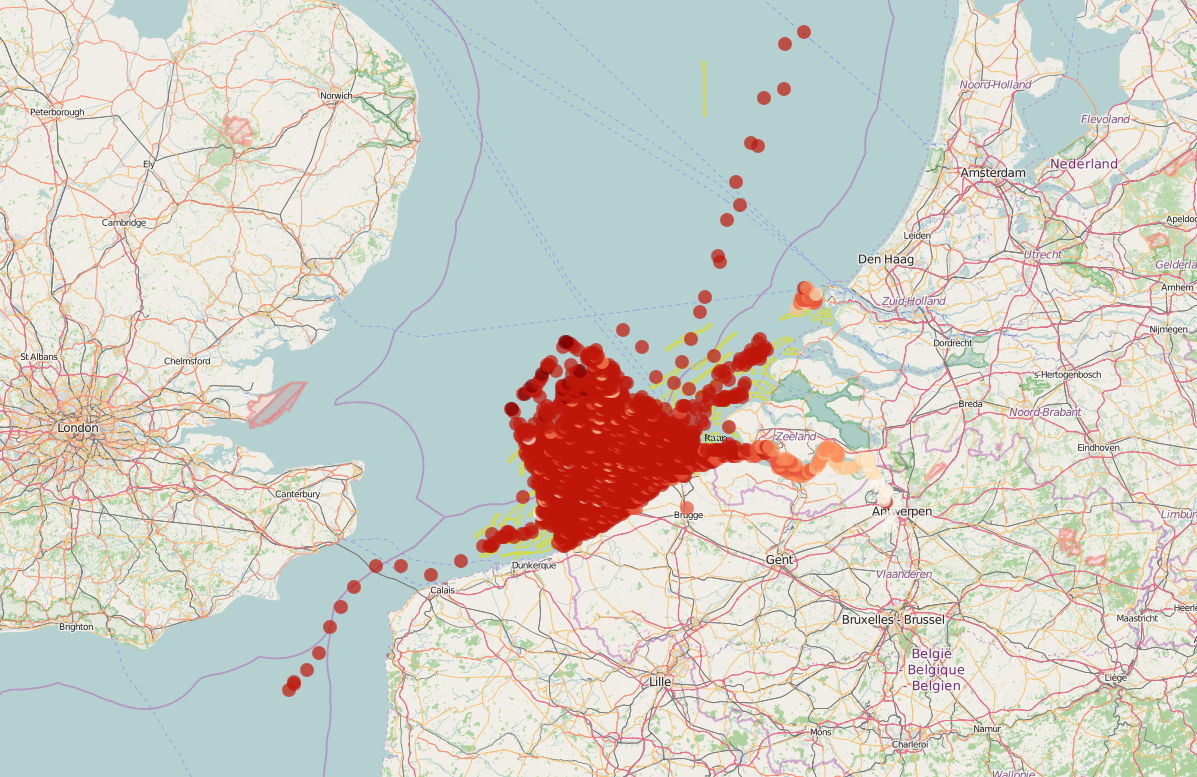 Norwich
Peterborough
Ely
Cambridge
St Albans
Chelmsford
London
Canterbury
Brighton
Noord-Holland
Flevoland
Nederland
Amsterdam
Leiden
Den Haag
Utrecht
Apeldoo
Gelderla
Arnhem
Zuid-Holland
Nijmegen
Dordrecht
's-Hertogenbosch
Breda
Noord-Brabant
Raan
Zeeland
Eindhoven
Brugge
Antwerpen
Limbur
Gent
Dunkerque
Vlaanderen
Calais
Bruxelles - Brussel
Heerle
Maastricht
België
- Belgique
- Belgien
Liège
Lille
Namur
Mons
Charleroi
Wallonie